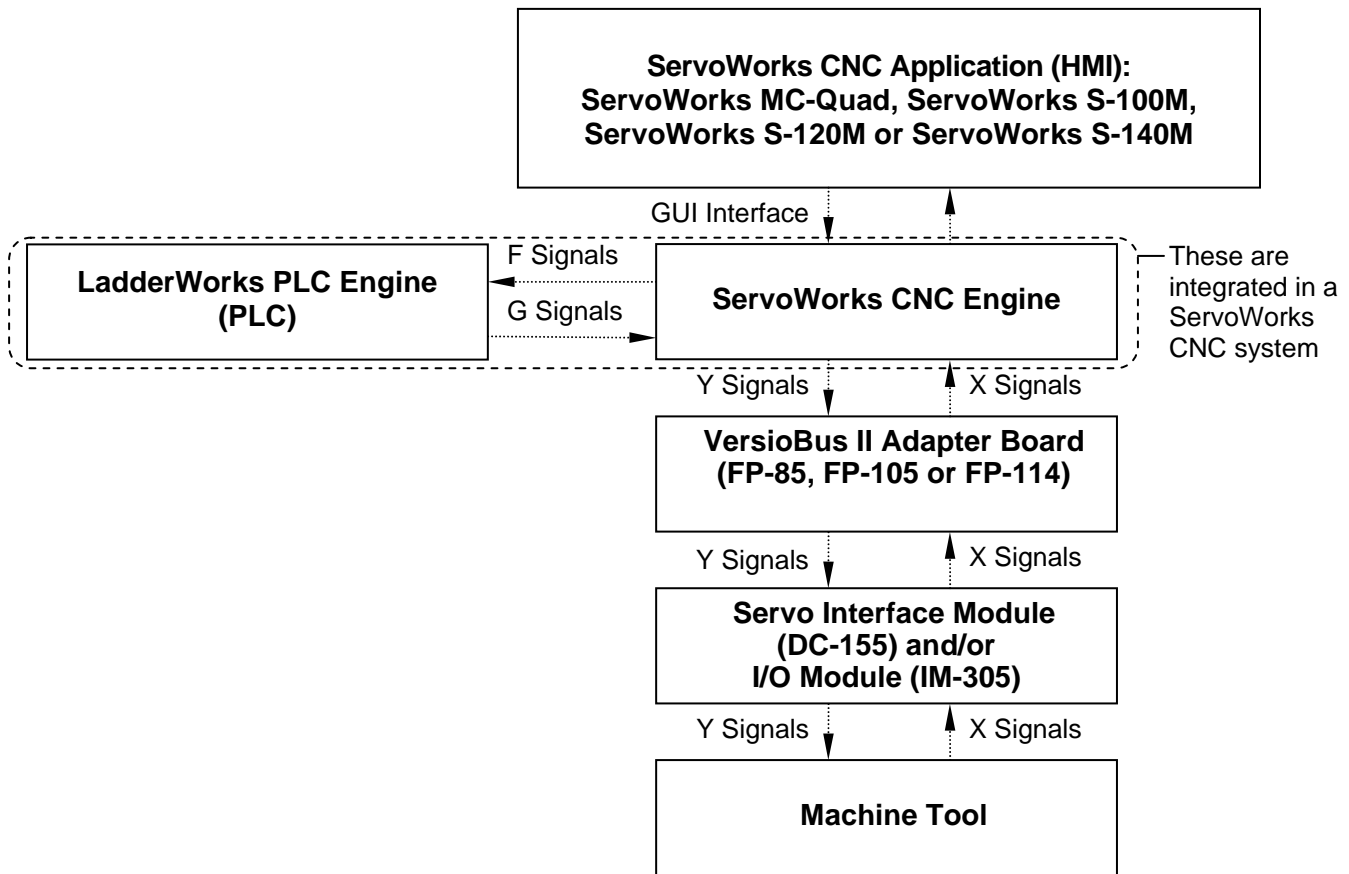 ServoWorks CNC Application (HMI):
ServoWorks MC-Quad, ServoWorks S-100M,
ServoWorks S-120M or ServoWorks S-140M
GUI Interface
F Signals
LadderWorks PLC Engine
(PLC)
G Signals
ServoWorks CNC Engine
These are
integrated in a
ServoWorks
CNC system
Y Signals
X Signals
VersioBus II Adapter Board
(FP-85, FP-105 or FP-114)
Y Signals
X Signals
Servo Interface Module
(DC-155) and/or
I/O Module (IM-305)
Y Signals
X Signals
Machine Tool